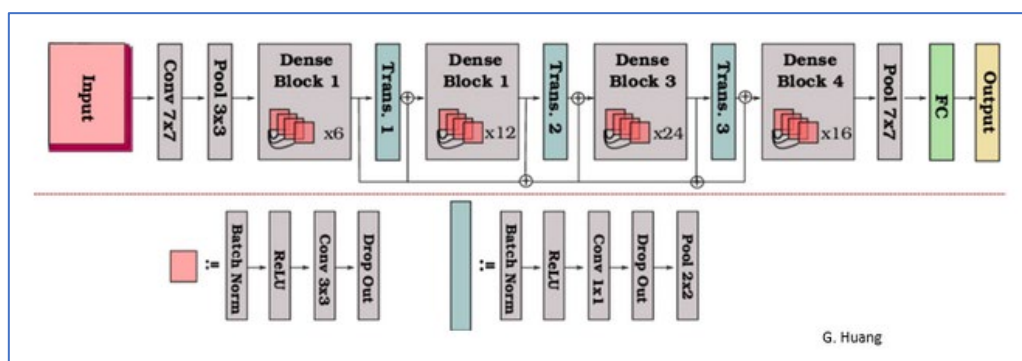 Input
Conv 7x7
Pool 3x3
Dense
Block 1
x6
Trans. 1
Dense
Block 1
x12
Trans. 2
Dense
Block 3
x24
Trans. 3
Dense
Block 4
x16
Pool 7x7
FC
Output
:=
Batch Norm
ReLU
Conv 3x3
Drop Out
:=
Batch Norm
ReLU
Conv 1x1
Drop Out
Pool 2x2
G. Huang